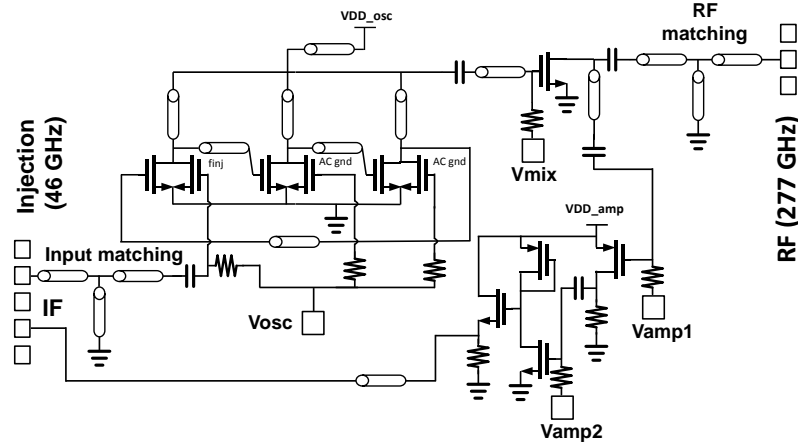 VDD_osc
RF
matching
Injection
(46 GHz)
finj
AC gnd
AC gnd
Vmix
RF (277 GHz)
VDD_amp
Input matching
IF
Vosc
Vamp1
Vamp2